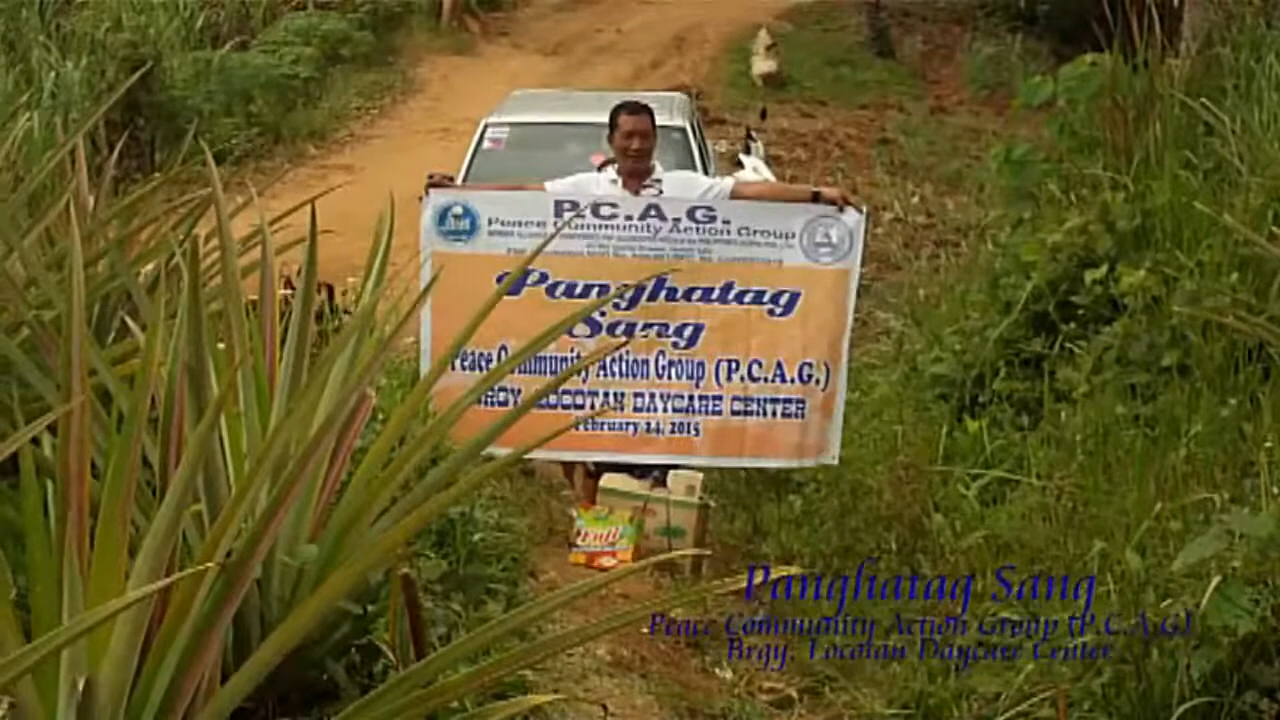 P.C.A.G.
Peace Community Action Group
Panghatag
Sang
Peace Community Action Group (P.C.A.G.)
DAYCARE CENTER
February 24, 2015
Panghatag Sang
Peace Community Action Group (P.C.A.G.)
Brgy. Locotan Daycare Center